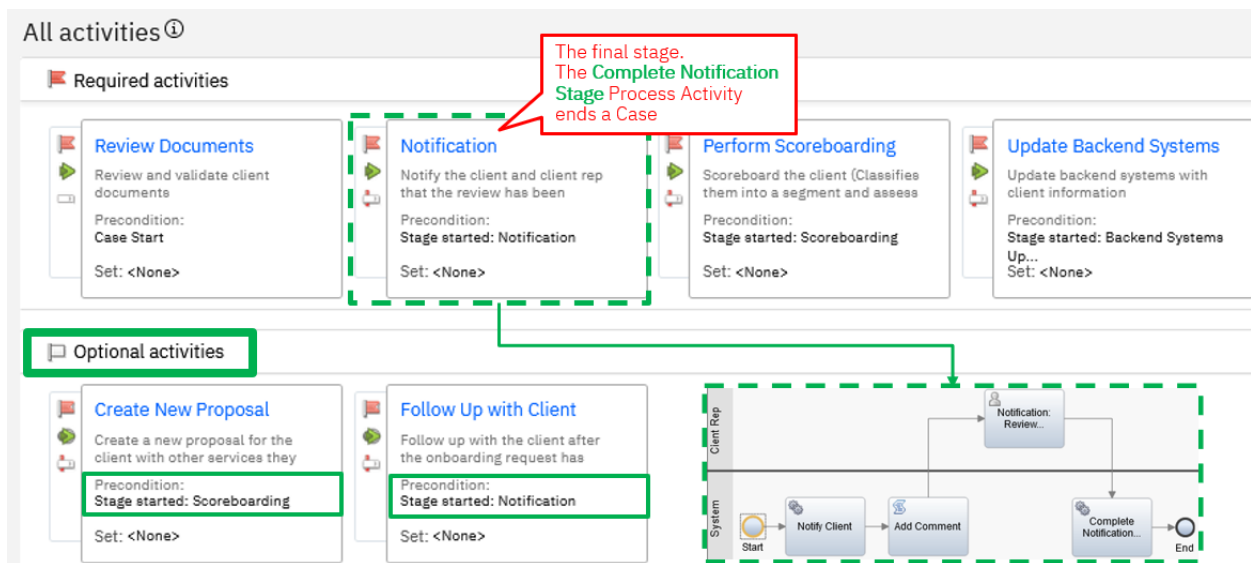 All activities
The final stage.
The Complete Notification
Stage Process Activity
ends a Case
Required activities
Review Documents
Review and validate client
documents
Precondition:
Case Start
Set: <None>
Notification
Notify the client and client rep
that the review has been
Precondition:
Stage started: Notification
Set: <None>
Perform Scoreboarding
Scoreboard the client (Classifies
them into a segment and assess
Precondition:
Stage started: Scoreboarding
Set: <None>
Update Backend Systems
Update backend systems with
client information
Precondition:
Stage started: Backend Systems
Up...
Set: <None>
Optional activities
Create New Proposal
Create a new proposal for the
client with other services they
Precondition:
Stage started: Scoreboarding
Set: <None>
Follow Up with Client
Follow up with the client after
the onboarding request has
Precondition:
Stage started: Notification
Set: <None>
Client Rep
Notification:
Review...
System
Start
Notify Client
Add Comment
Complete
Notification...
End